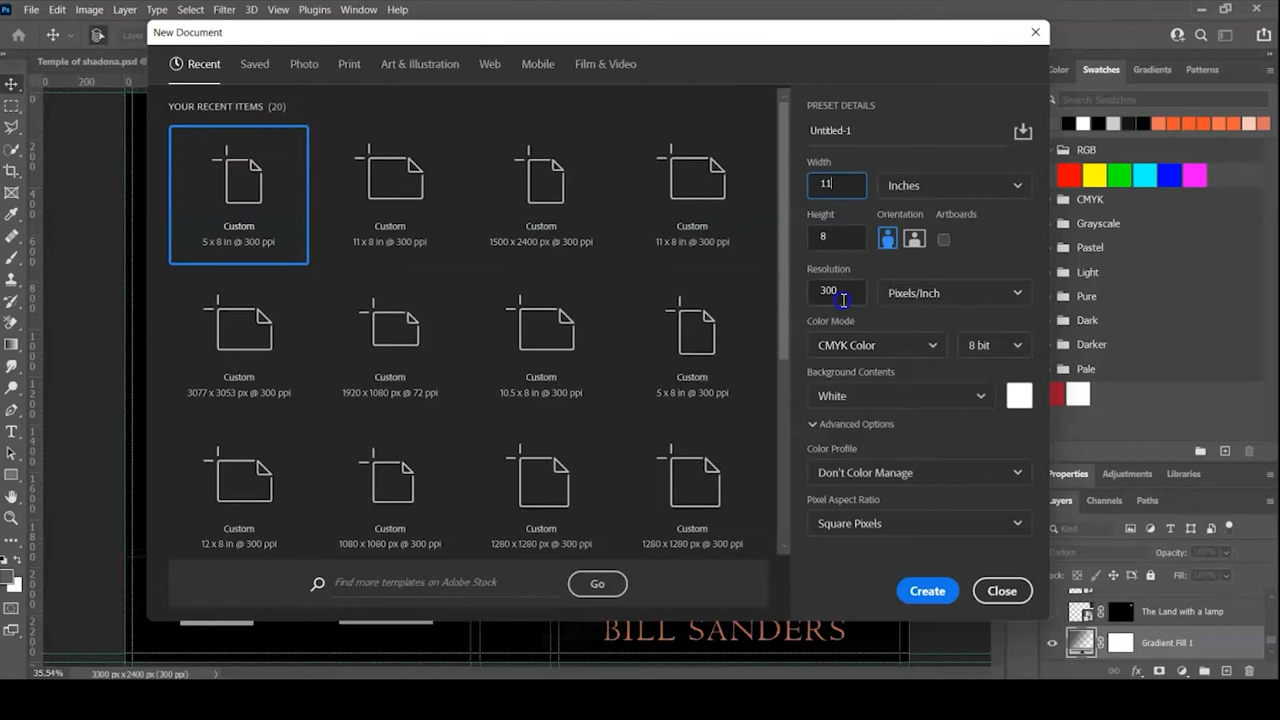 Ps File Edit Image Layer Type Select Filter 3D View Plugins Window Help
New Document
Temple of shadona.psd @
Recent Saved Photo Print Art & Illustration Web Mobile Film & Video
YOUR RECENT ITEMS (20)
Custom
5 x 8 in @ 300 ppi
Custom
11 x 8 in @ 300 ppi
Custom
1500 x 2400 px @ 300 ppi
Custom
11 x 8 in @ 300 ppi
Custom
3077 x 3053 px @ 300 ppi
Custom
1920 x 1080 px @ 72 ppi
Custom
10.5 x 8 in @ 300 ppi
Custom
5 x 8 in @ 300 ppi
Custom
12 x 8 in @ 300 ppi
Custom
1080 x 1080 px @ 300 ppi
Custom
1280 x 1280 px @ 300 ppi
Custom
1280 x 1280 px @ 300 ppi
Find more templates on Adobe Stock
Go
PRESET DETAILS
Untitled-1
Width
11
Inches
Height Orientation Artboards
8
Resolution
300
Pixels/Inch
Color Mode
CMYK Color
8 bit
Background Contents
White
Advanced Options
Color Profile
Don't Color Manage
Pixel Aspect Ratio
Square Pixels
Create
Close
Color Swatches Gradients Patterns
Search Swatches
RGB
CMYK
Grayscale
Pastel
Light
Pure
Dark
Darker
Pale
Properties Adjustments Libraries
Layers Channels Paths
Kind
Darken
Opacity: 100%
Lock:
Fill: 100%
The Land with a lamp
Gradient Fill 1
fx
0 200 0
BILL SANDERS
35.54%
3300 px x 2400 px (300 ppi)